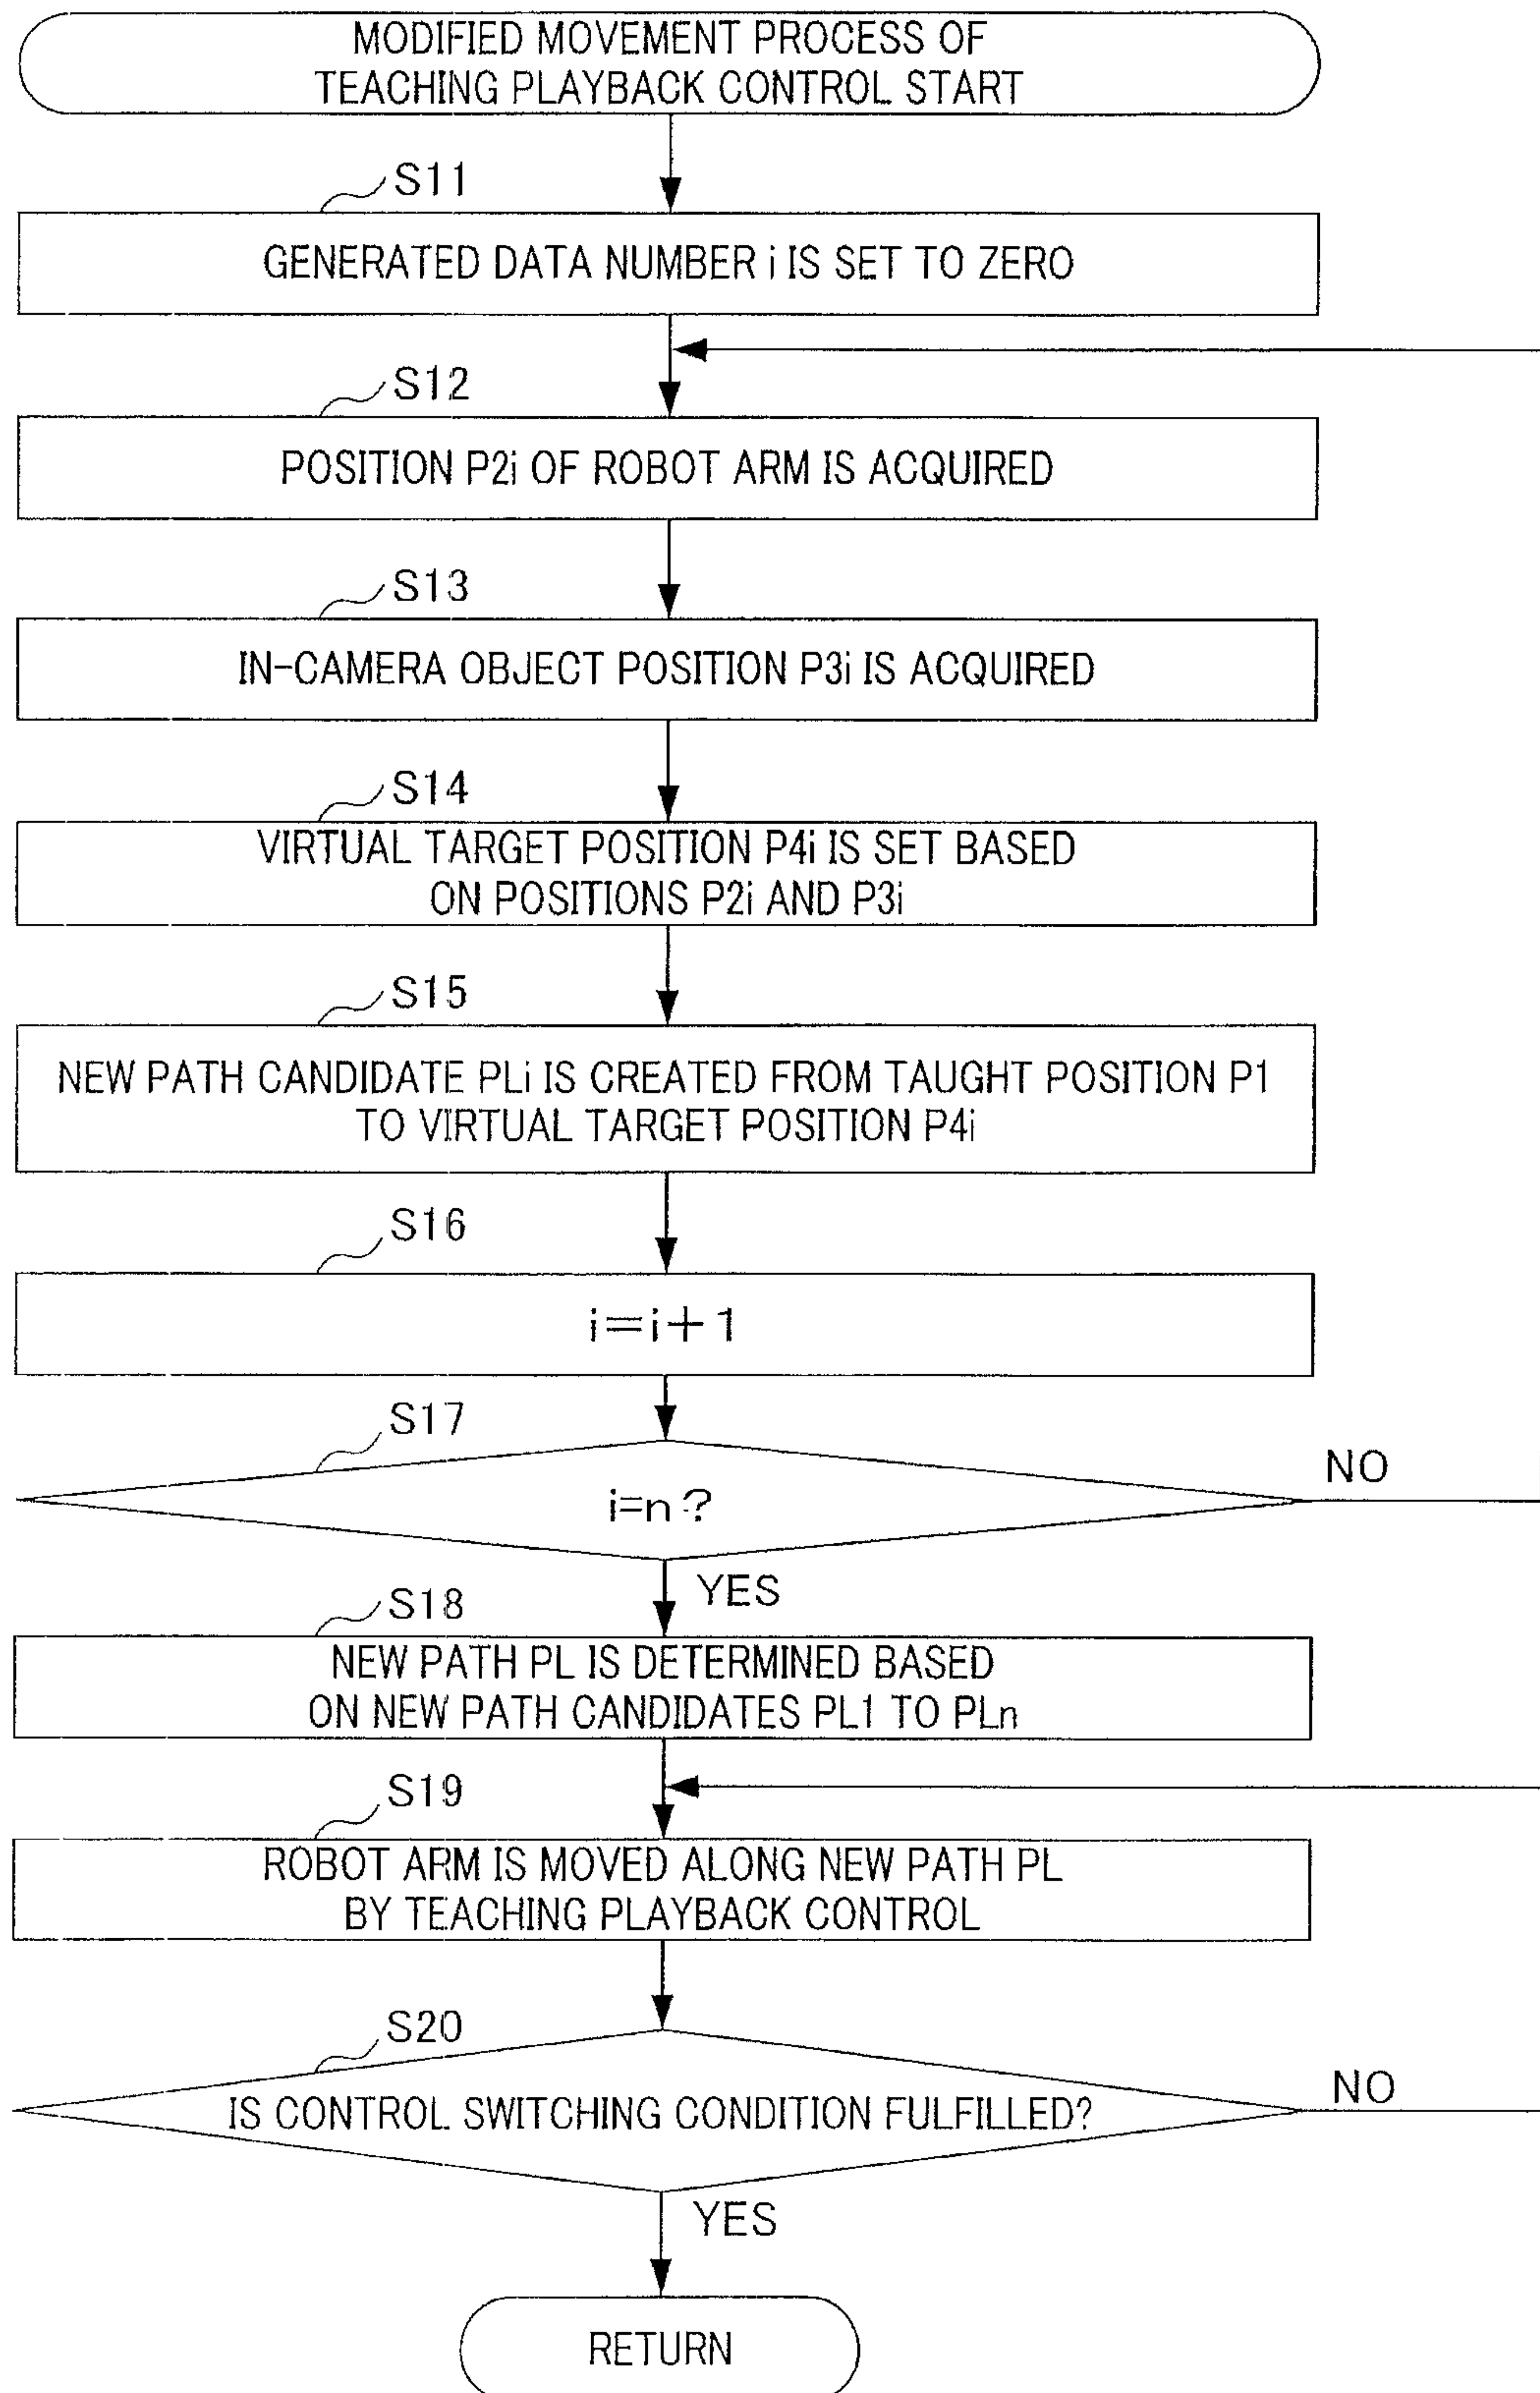 MODIFIED MOVEMENT PROCESS OF
TEACHING PLAYBACK CONTROL START
S11
GENERATED DATA NUMBER i IS SET TO ZERO
S12
POSITION P2i OF ROBOT ARM IS ACQUIRED
S13
IN-CAMERA OBJECT POSITION P3i IS ACQUIRED
S14
VIRTUAL TARGET POSITION P4i IS SET BASED
ON POSITIONS P2i AND P3i
S15
NEW PATH CANDIDATE PLi IS CREATED FROM TAUGHT POSITION P1
TO VIRTUAL TARGET POSITION P4i
S16
i=i+1
S17
NO
i=n?
YES
S18
NEW PATH PL IS DETERMINED BASED
ON NEW PATH CANDIDATES PL1 TO PLn
S19
ROBOT ARM IS MOVED ALONG NEW PATH PL
BY TEACHING PLAYBACK CONTROL
S20
NO
IS CONTROL SWITCHING CONDITION FULFILLED?
YES
RETURN